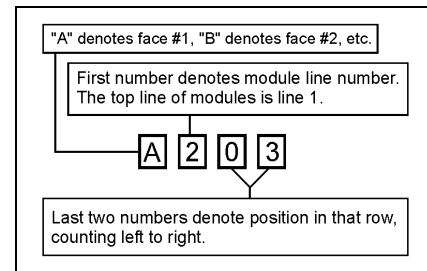 "A" denotes face #1, "B" denotes face #2, etc.
First number denotes module line number.
The top line of modules is line 1.
A 2 0 3
Last two numbers denote position in that row,
counting left to right.